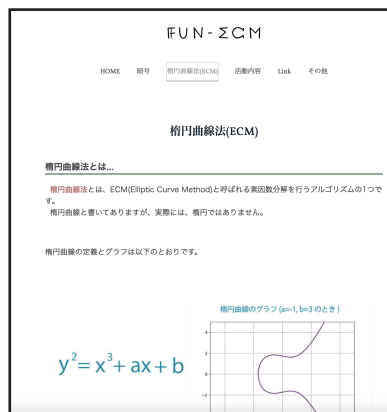 FUN-ΣCM
HOME 暗号 楕円曲線法(ECM) 活動内容 Link その他
楕円曲線法(ECM)
楕円曲線法とは...
楕円曲線法とは、ECM(Elliptic Curve Method)と呼ばれる素因数分解を行うアルゴリズムの1つで
す。
楕円曲線と書いてありますが、実際には、楕円ではありません。
楕円曲線の定義とグラフは以下のとおりです。
楕円曲線のグラフ (a=-1, b=3 のとき )
y²= x³+ ax + b
4
2
0
-2